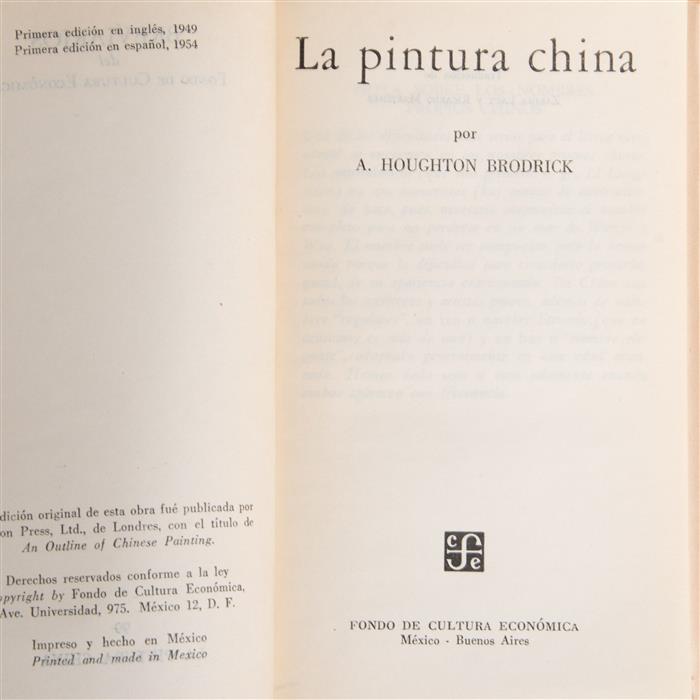 Primera edición en inglés, 1949
Primera edición en español, 1954
dición original de esta obra fué publicada por
on Press, Ltd., de Londres, con el título de
An Outline of Chinese Painting.
Derechos reservados conforme a la ley
opyright by Fondo de Cultura Económica,
Ave. Universidad, 975. México 12, D. F.
Impreso y hecho en México
Printed and made in Mexico
La pintura china
por
A. HOUGHTON BRODRICK
cfe
FONDO DE CULTURA ECONÓMICA
México - Buenos Aires